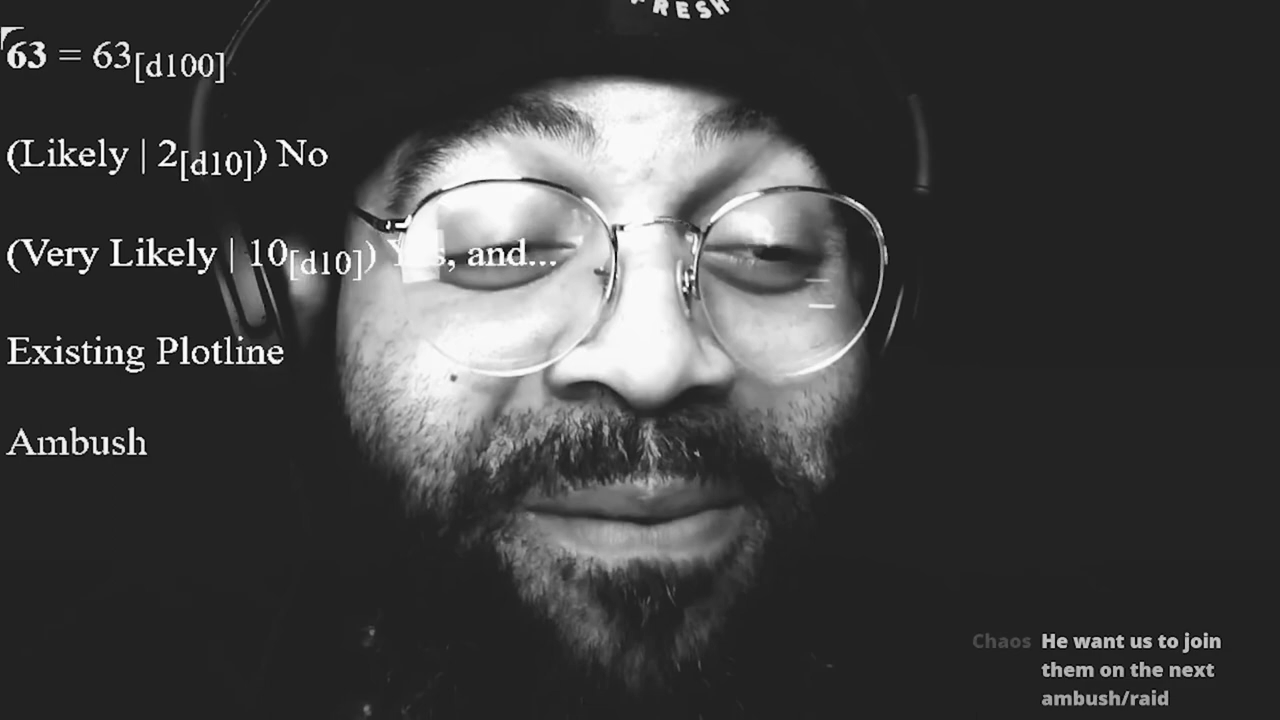 FRESH
63 = 63[d100]
(Likely | 2[d10]) No
(Very Likely | 10[d10]) Yes, and...
Existing Plotline
Ambush
Chaos He want us to join
them on the next
ambush/raid